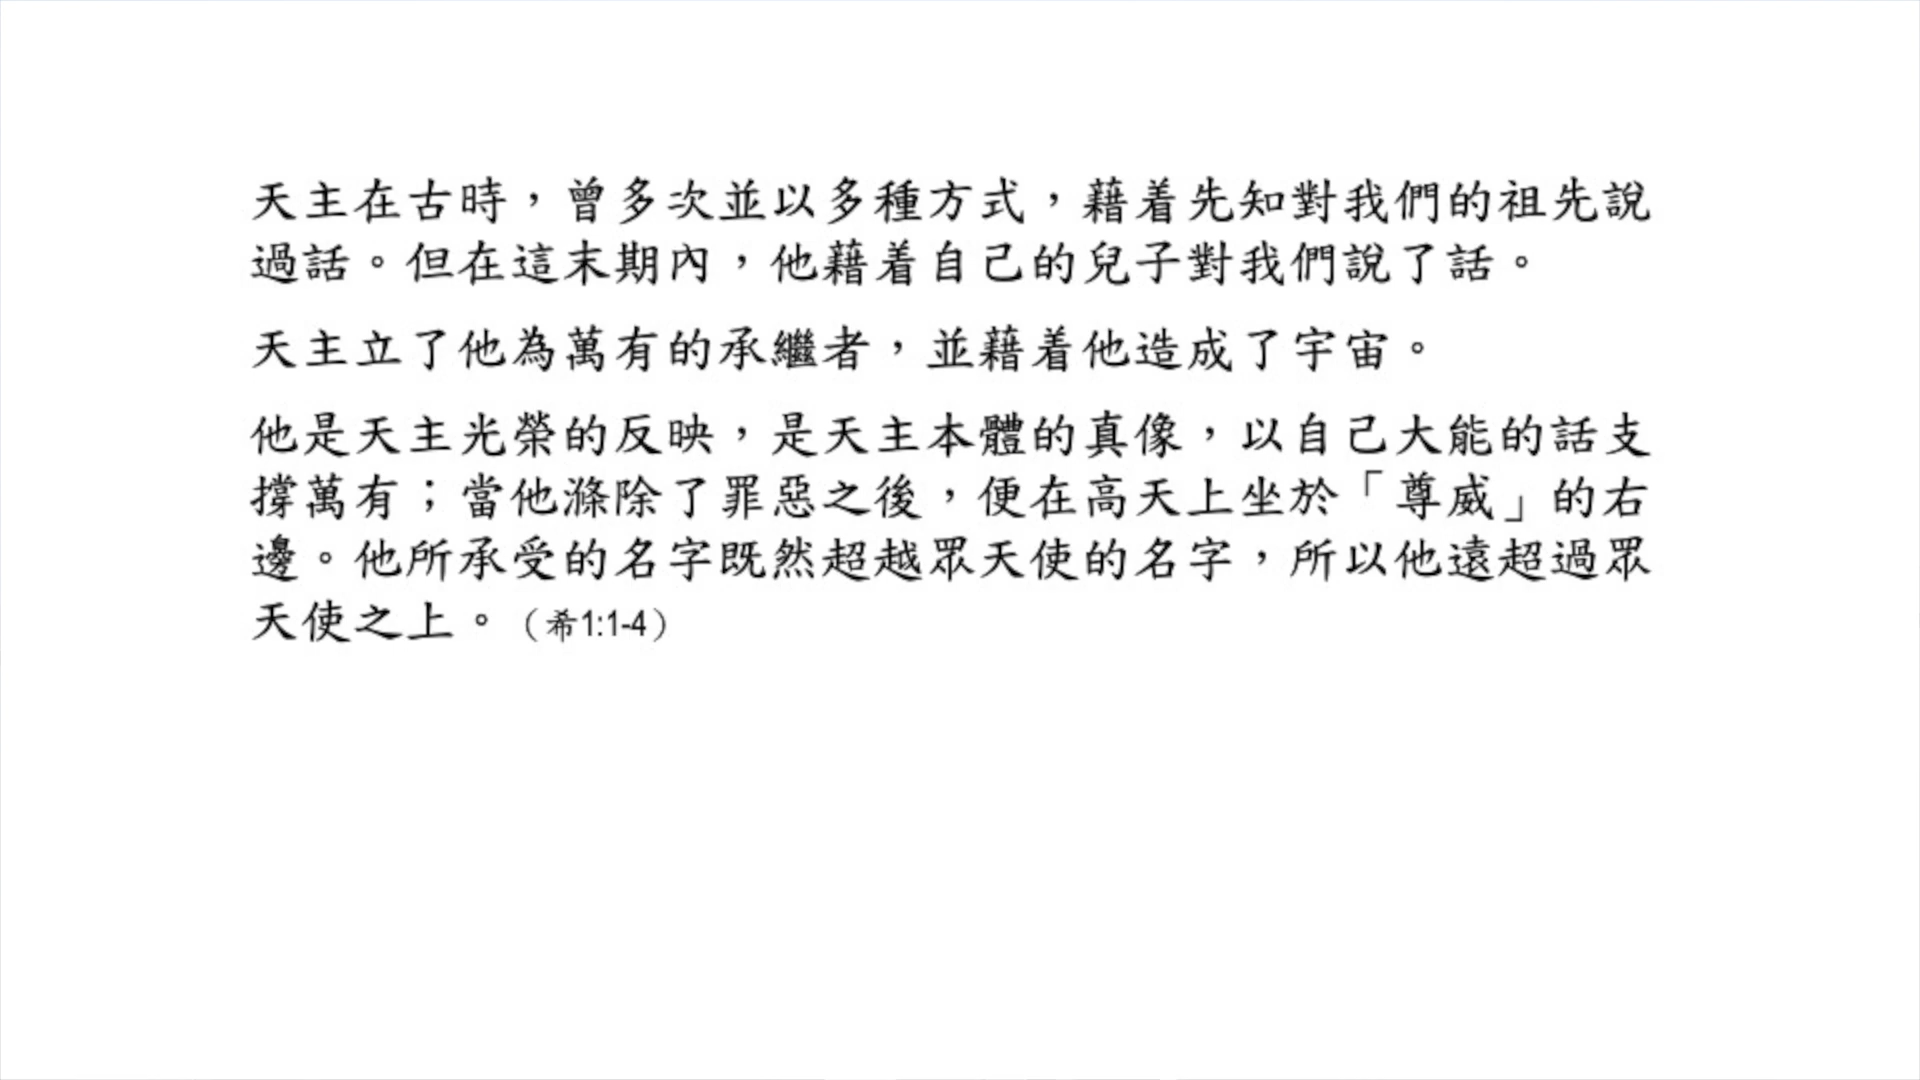 天主在古時，曾多次並以多種方式，藉着先知對我們的祖先說
過話。但在這末期內，他藉着自己的兒子對我們說了話。
天主立了他為萬有的承繼者，並藉着他造成了宇宙。
他是天主光榮的反映，是天主本體的真像，以自己大能的話支
撐萬有；當他滌除了罪惡之後，便在高天上坐於「尊威」的右
邊。他所承受的名字既然超越眾天使的名字，所以他遠超過眾
天使之上。（希1:1-4）